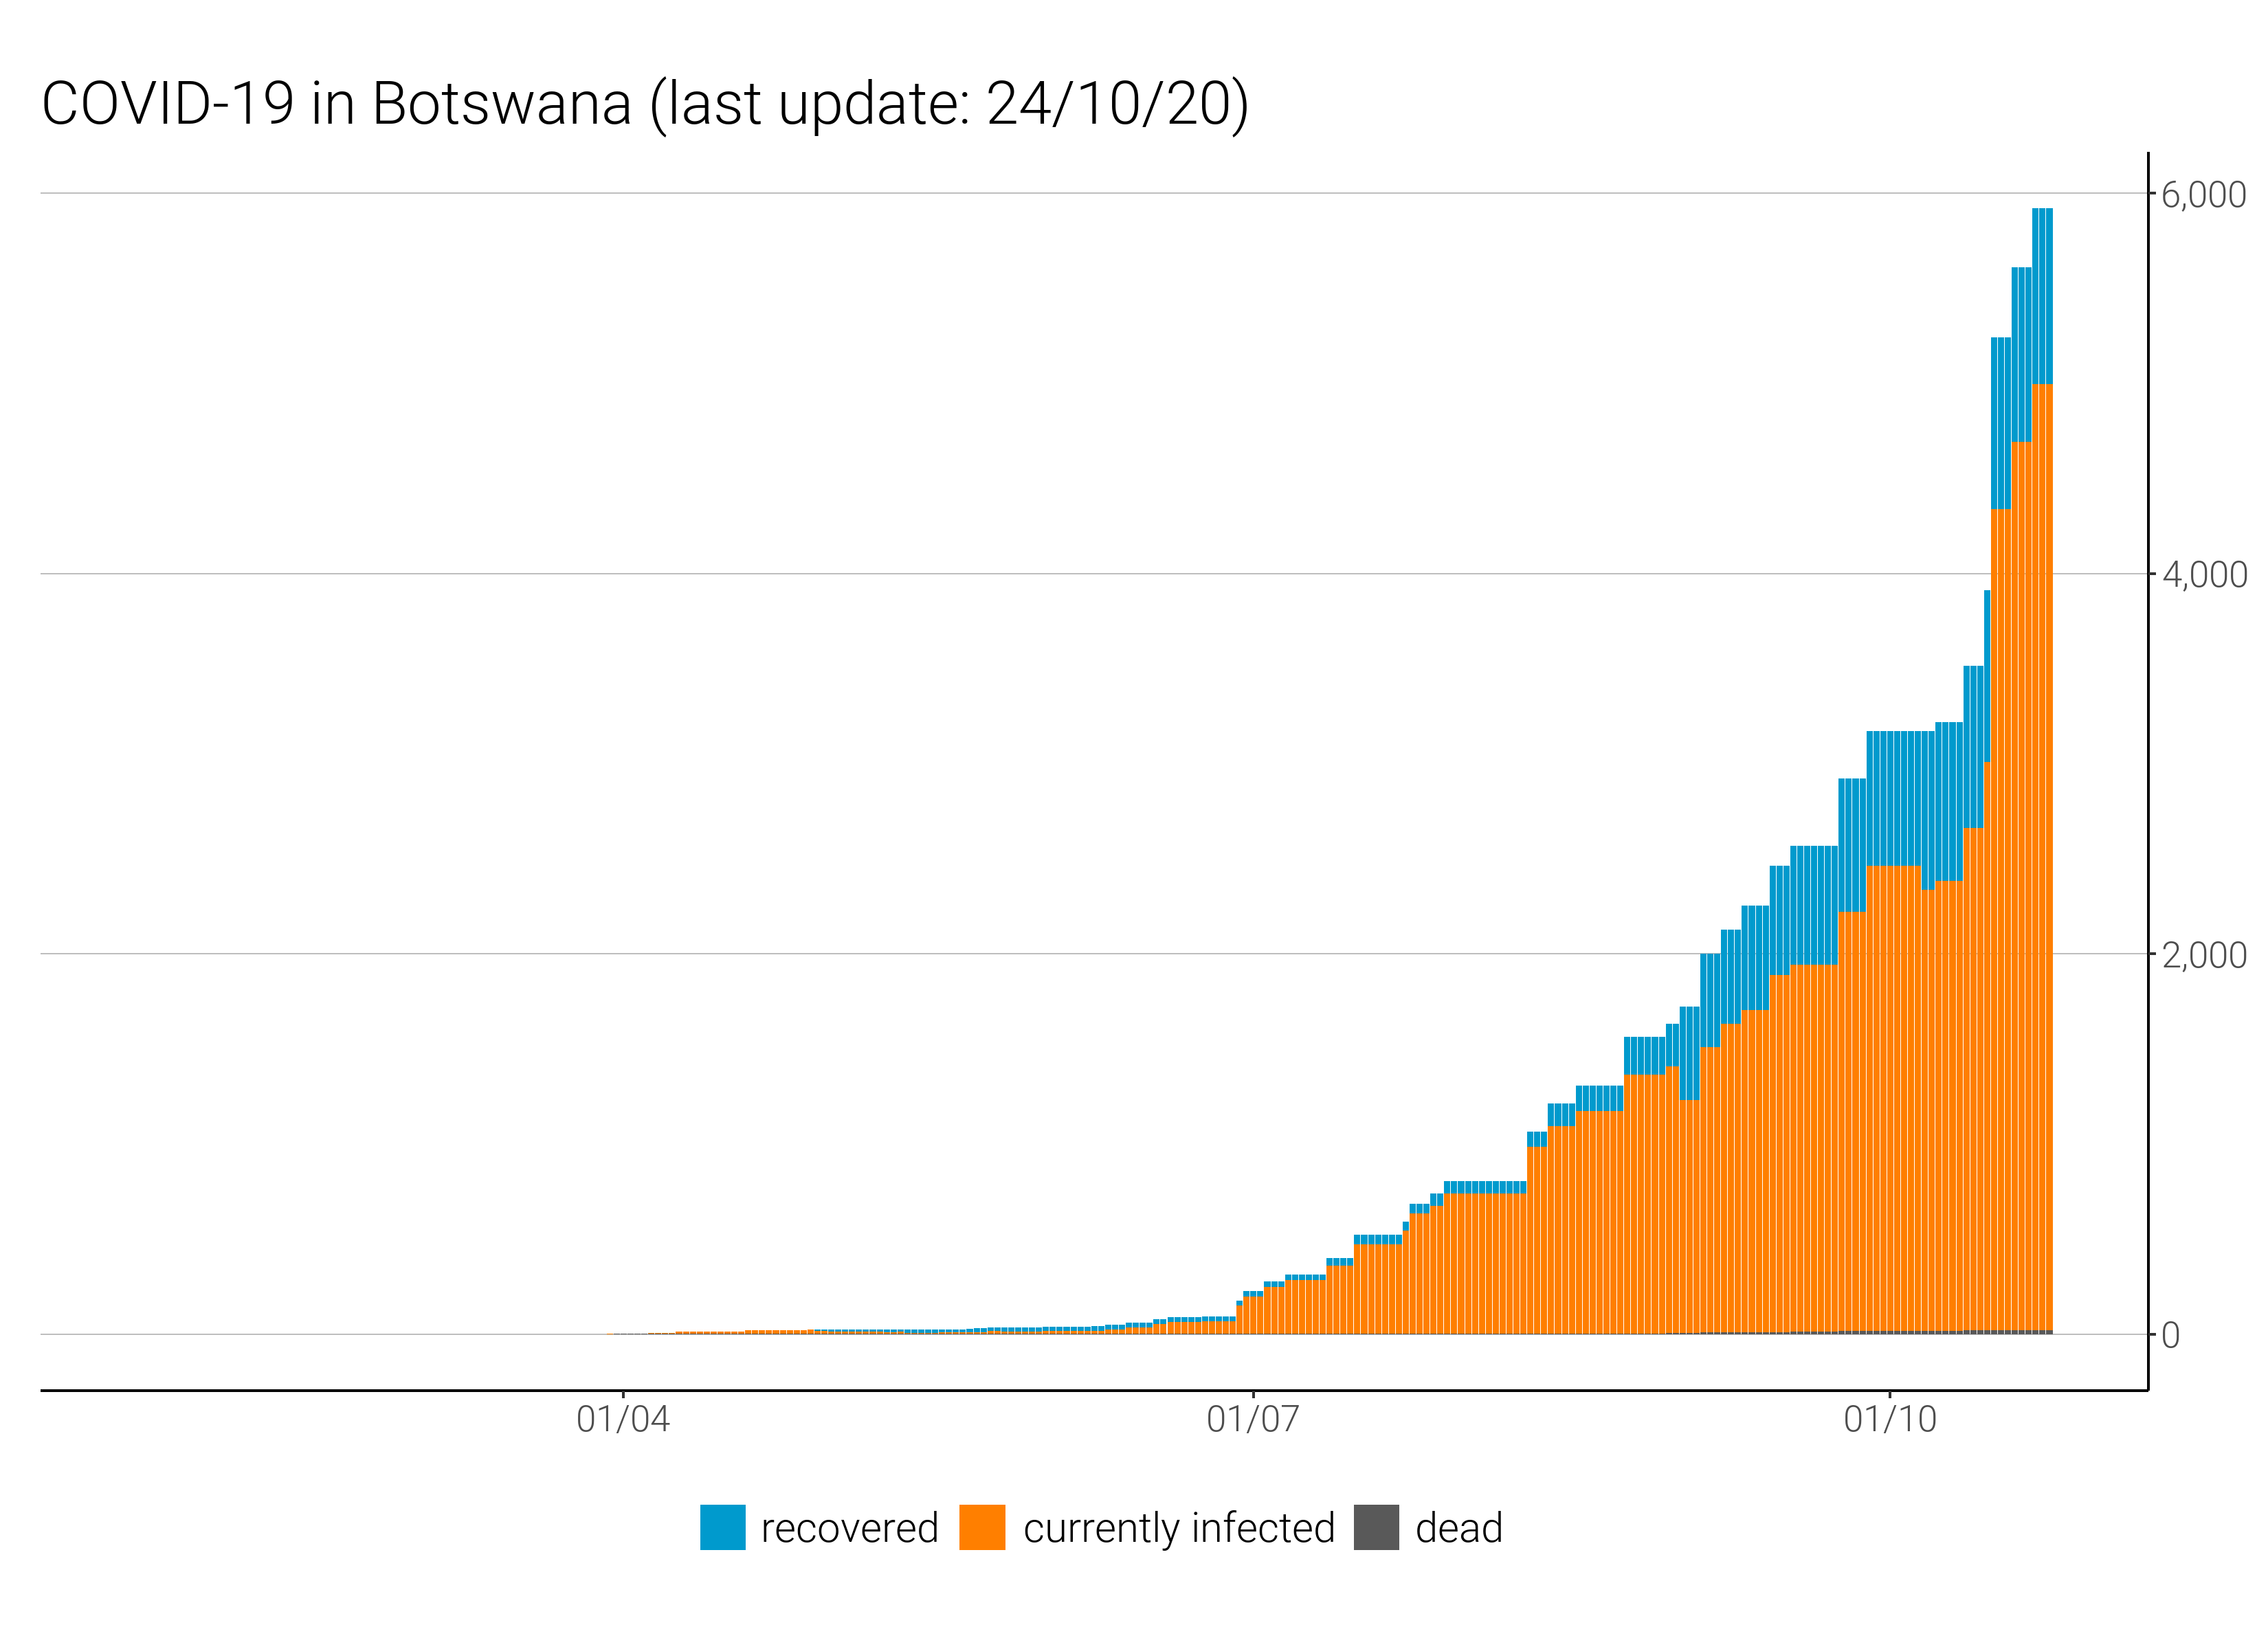 COVID-19 in Botswana (last update: 24/10/20)
6,000
4,000
2,000
0
01/04 01/07 01/10
recovered currently infected dead